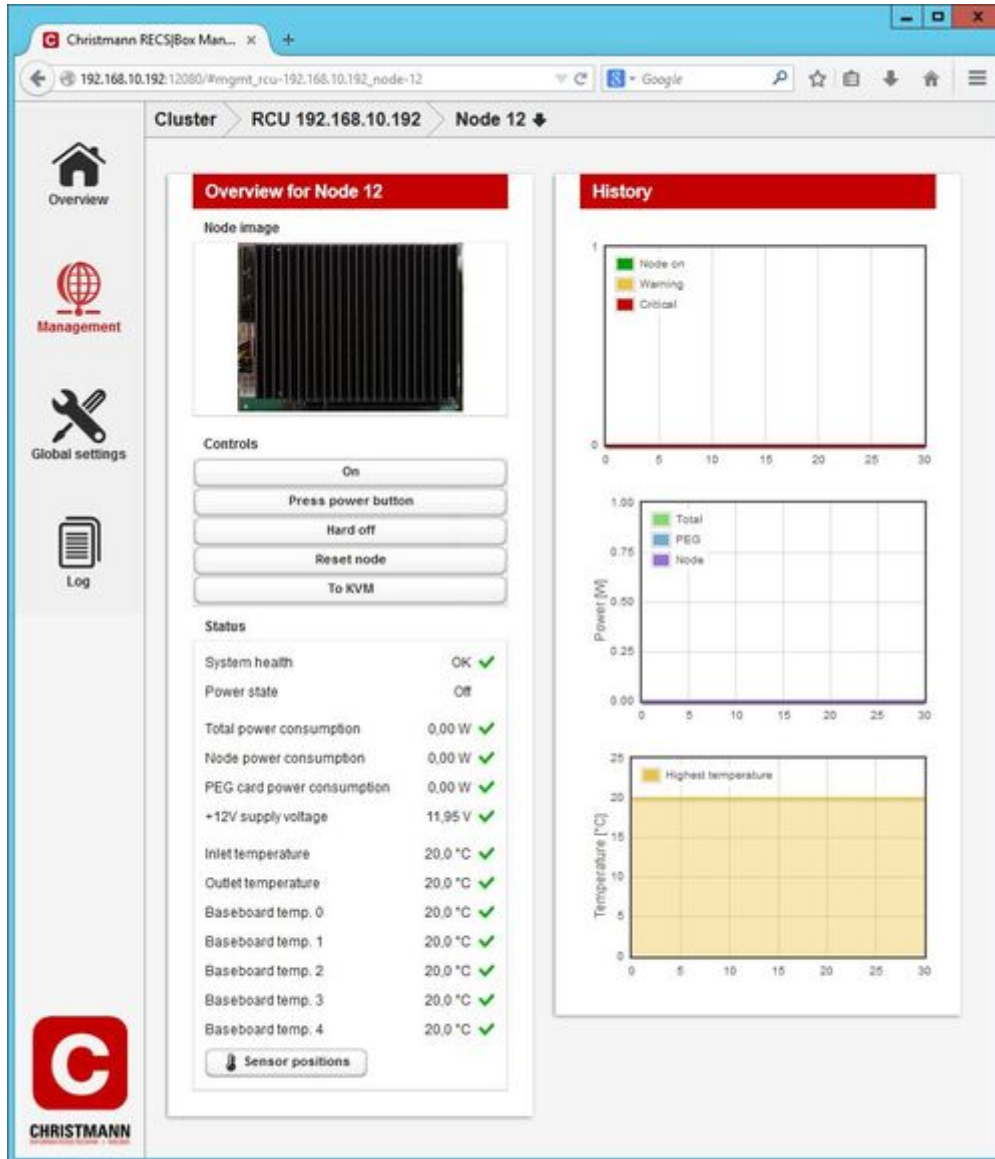 Christmann RECS|Box Man...
192.168.10.192:12080/#mgmt_rcu-192.168.10.192_node-12
Google
Cluster
RCU 192.168.10.192
Node 12
Overview
Management
Global settings
Log
CHRISTMANN
Overview for Node 12
Node image
Controls
On
Press power button
Hard off
Reset node
To KVM
Status
System health OK
Power state Off
Total power consumption 0,00 W
Node power consumption 0,00 W
PEG card power consumption 0,00 W
+12V supply voltage 11,95 V
Inlet temperature 20,0 °C
Outlet temperature 20,0 °C
Baseboard temp. 0 20,0 °C
Baseboard temp. 1 20,0 °C
Baseboard temp. 2 20,0 °C
Baseboard temp. 3 20,0 °C
Baseboard temp. 4 20,0 °C
Sensor positions
History
1
Node on
Warning
Critical
0
0 5 10 15 20 25 30
1.00
Total
PEG
0.75
Node
Power [W]
0.50
0.25
0.00
0 5 10 15 20 25 30
25
Highest temperature
20
Temperature [°C]
15
10
5
0
0 5 10 15 20 25 30